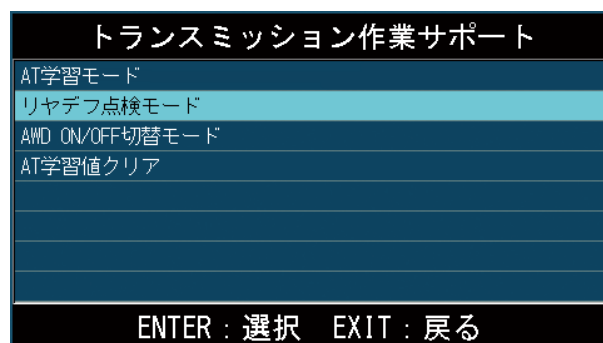 トランスミッション作業サポート
AT学習モード
リヤデフ点検モード
AWD ON/OFF切替モード
AT学習値クリア
ENTER：選択　EXIT：戻る